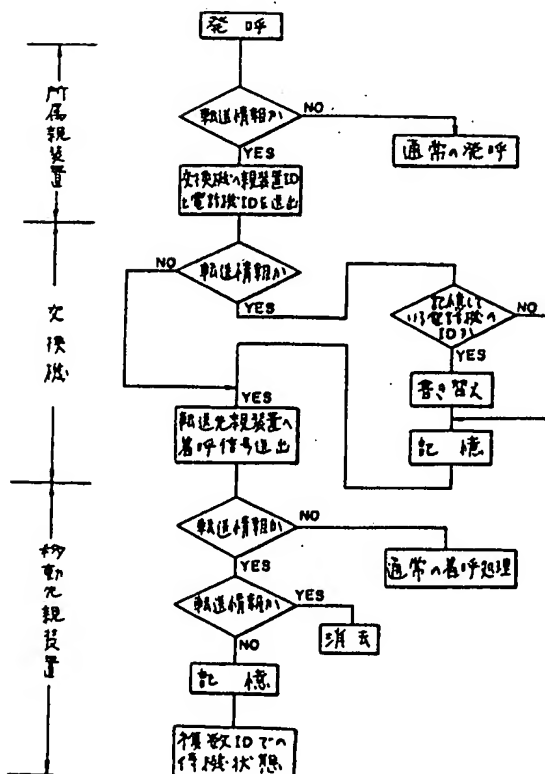 発呼
所属親装置
転送情報か
NO
YES
通常の発呼
交換機へ親装置ID
と電話機IDを送出
交換機
NO
転送情報か
YES
記憶して
いる電話機の
IDか
NO
YES
書き替え
記憶
YES
転送先親装置へ
着呼信号送出
移動先親装置
転送情報か
NO
YES
通常の着呼処理
転送情報か
YES
NO
消去
記憶
複数IDでの
待機状態